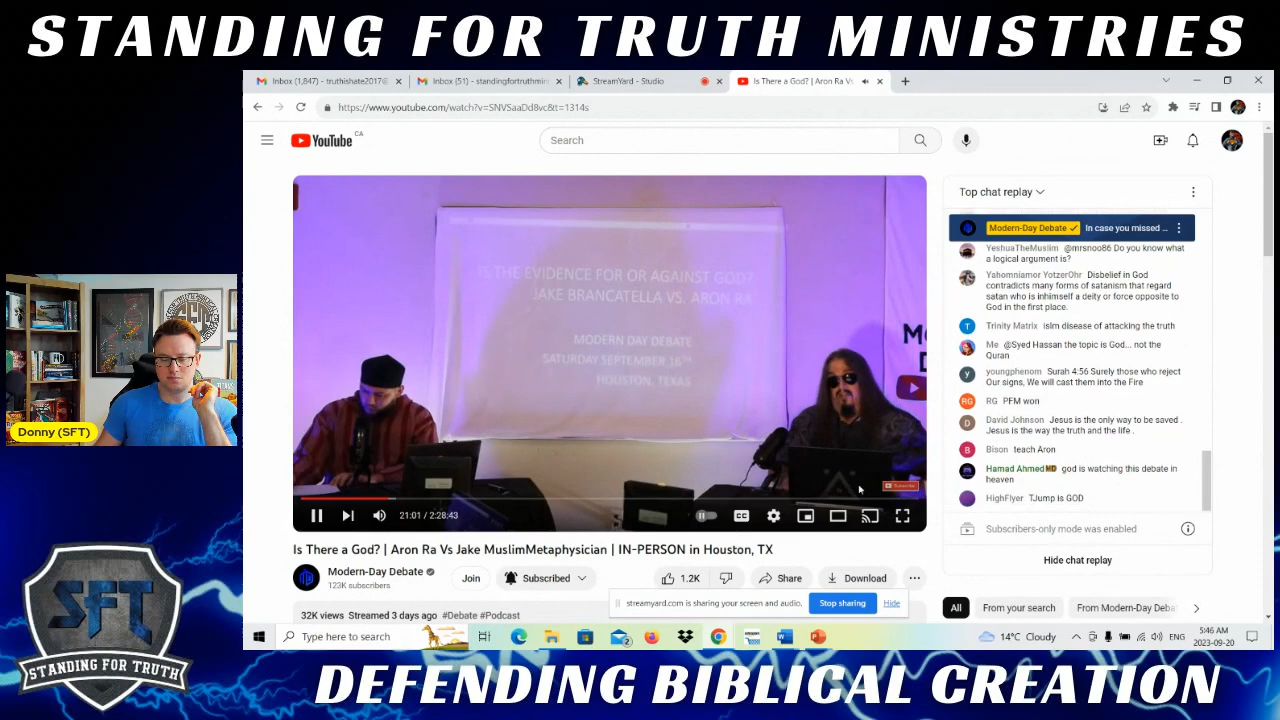 STANDING FOR TRUTH MINISTRIES
Inbox (1,847) - truthishate2017@
Inbox (51) - standingfortruthmin
StreamYard - Studio
Is There a God? | Aron Ra Vs
https://www.youtube.com/watch?v=SNVSaaDd8vc&t=1314s
YouTube CA
Search
Top chat replay
Modern-Day Debate In case you missed ...
YeshuaTheMuslim @mrsnoo86 Do you know what
a logical argument is?
Yahomniamor YotzerOhr Disbelief in God
contradicts many forms of satanism that regard
satan who is inhimself a deity or force opposite to
God in the first place.
Trinity Matrix islm disease of attacking the truth
Me @Syed Hassan the topic is God... not the
Quran
youngphenom Surah 4:56 Surely those who reject
Our signs, We will cast them into the Fire
RG RG PFM won
David Johnson Jesus is the only way to be saved .
Jesus is the way the truth and the life .
B Bison teach Aron
Hamad Ahmed MD god is watching this debate in
heaven
HighFlyer TJump is GOD
Subscribers-only mode was enabled
Hide chat replay
IS THE EVIDENCE FOR OR AGAINST GOD?
JAKE BRANCATELLA VS. ARON RA
MODERN DAY DEBATE
SATURDAY SEPTEMBER 16TH
HOUSTON, TEXAS
Subscribe
21:01 / 2:28:43
CC
Donny (SFT)
Is There a God? | Aron Ra Vs Jake MuslimMetaphysician | IN-PERSON in Houston, TX
Modern-Day Debate
123K subscribers
Join
Subscribed
1.2K
Share
Download
32K views Streamed 3 days ago #Debate #Podcast
streamyard.com is sharing your screen and audio.
Stop sharing
Hide
All
From your search
From Modern-Day Deba
Type here to search
14°C Cloudy
ENG
5:46 AM
2023-09-20
SFT
STANDING FOR TRUTH
DEFENDING BIBLICAL CREATION